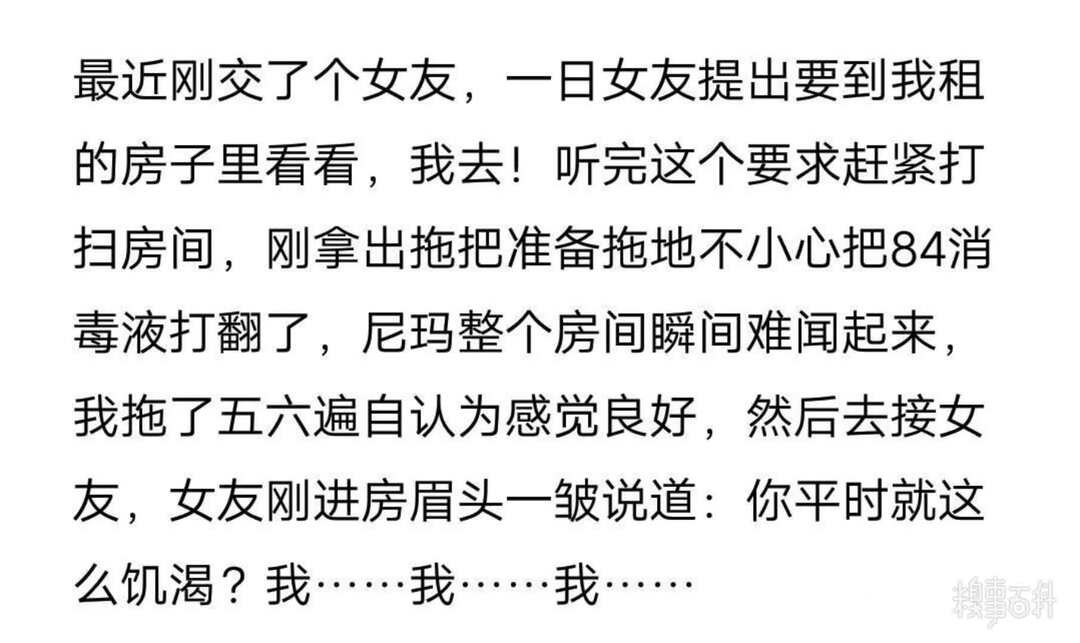 最近刚交了个女友，一日女友提出要到我租
的房子里看看，我去！听完这个要求赶紧打
扫房间，刚拿出拖把准备拖地不小心把84消
毒液打翻了，尼玛整个房间瞬间难闻起来，
我拖了五六遍自认为感觉良好，然后去接女
友，女友刚进房眉头一皱说道：你平时就这
么饥渴？我……我……我……
糗事百科